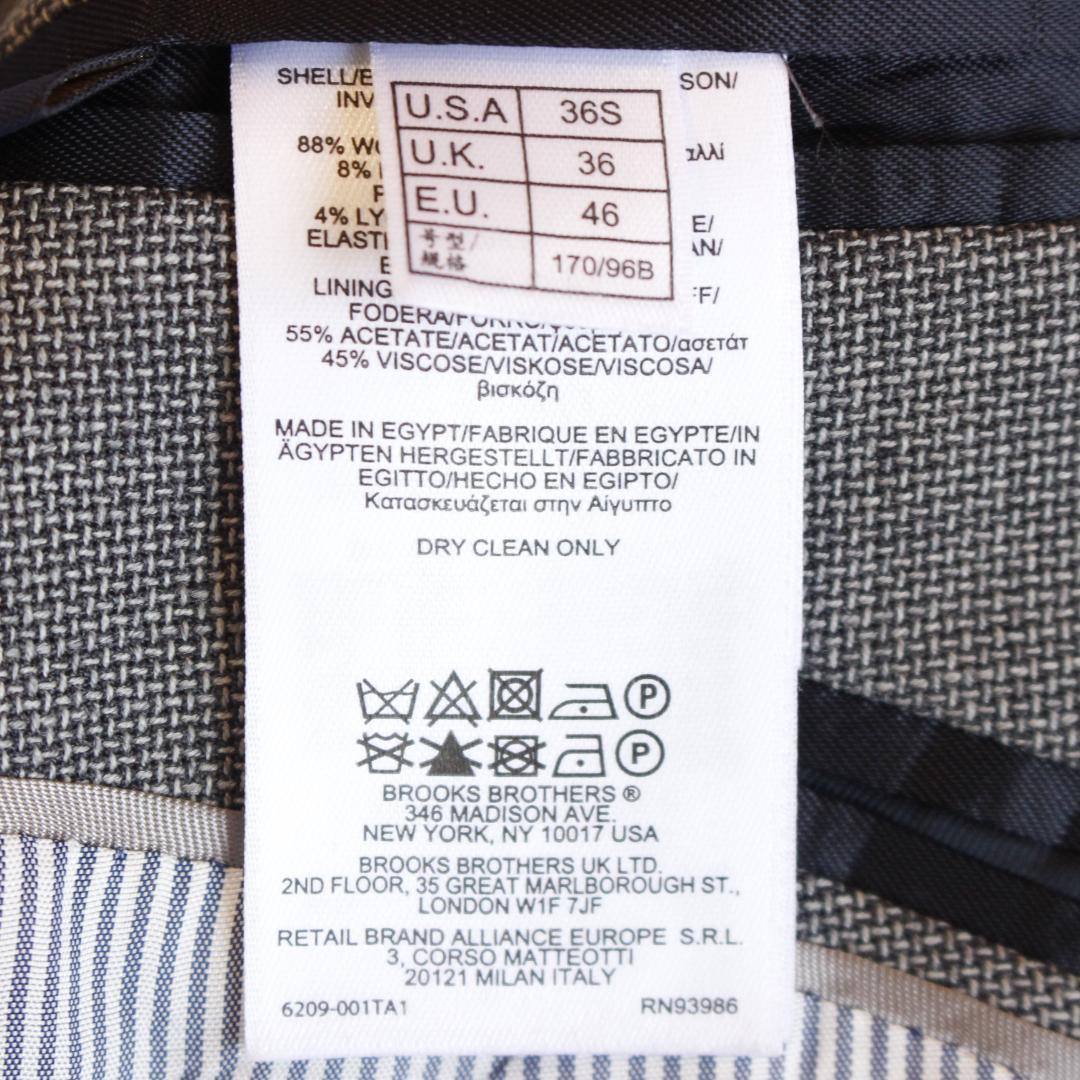 SHELL/E SON/
INV
88% W αλλί
8%
4% LY E/
ELASTI AN/
E
LINING FF/
U.S.A 36S
U.K. 36
E.U. 46
号型/ 170/96B
规格
FODERA/
55% ACETATE/ACETAT/ACETATO/ασετάτ
45% VISCOSE/VISKOSE/VISCOSA/
βισκόζη
MADE IN EGYPT/FABRIQUE EN EGYPTE/IN
ÄGYPTEN HERGESTELLT/FABBRICATO IN
EGITTO/HECHO EN EGIPTO/
Κατασκευάζεται στην Αίγυπτο
DRY CLEAN ONLY
P
P
BROOKS BROTHERS ®
346 MADISON AVE.
NEW YORK, NY 10017 USA
BROOKS BROTHERS UK LTD.
2ND FLOOR, 35 GREAT MARLBOROUGH ST.,
LONDON W1F 7JF
RETAIL BRAND ALLIANCE EUROPE S.R.L.
3, CORSO MATTEOTTI
20121 MILAN ITALY
6209-001TA1 RN93986